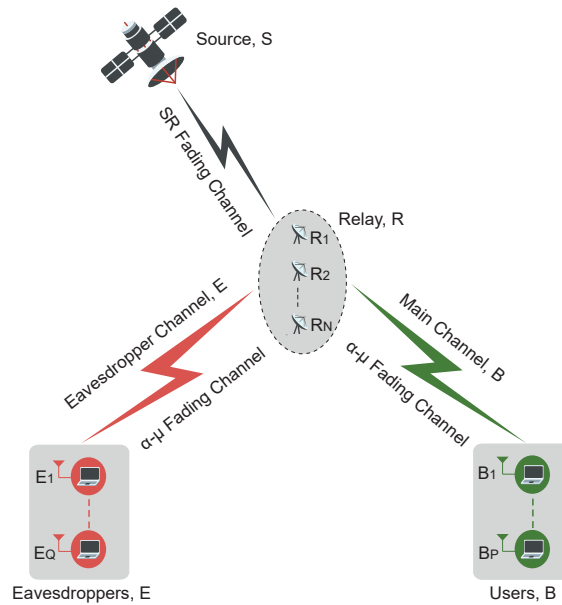 Source, S
SR Fading Channel
Relay, R
R1
R2
RN
Eavesdropper Channel, E
α-μ Fading Channel
Main Channel, B
α-μ Fading Channel
E1
EQ
Eavesdroppers, E
B1
BP
Users, B